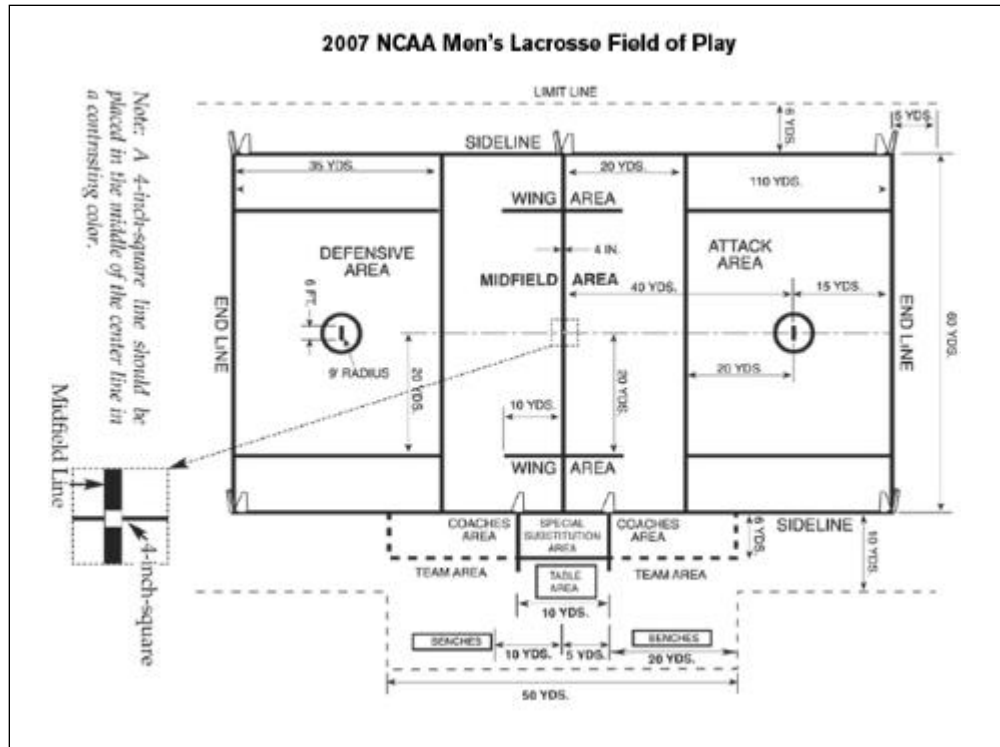 2007 NCAA Men's Lacrosse Field of Play
Note: A 4-inch-square line should be
placed in the middle of the center line in
a contrasting color.
LIMIT LINE
6 YDS.
5 YDS.
SIDELINE
35 YDS.
20 YDS.
110 YDS.
WING AREA
DEFENSIVE
AREA
4 IN.
ATTACK
AREA
MIDFIELD AREA
6 FT.
40 YDS.
15 YDS.
END LINE
END LINE
60 YDS.
9' RADIUS
20 YDS.
20 YDS.
20 YDS.
10 YDS.
WING AREA
Midfield Line
4-inch-square
COACHES
AREA
SPECIAL
SUBSTITUTION
AREA
COACHES
AREA
6 YDS.
SIDELINE
10 YDS.
TEAM AREA
TABLE
AREA
TEAM AREA
10 YDS.
BENCHES
BENCHES
10 YDS.
5 YDS.
20 YDS.
50 YDS.